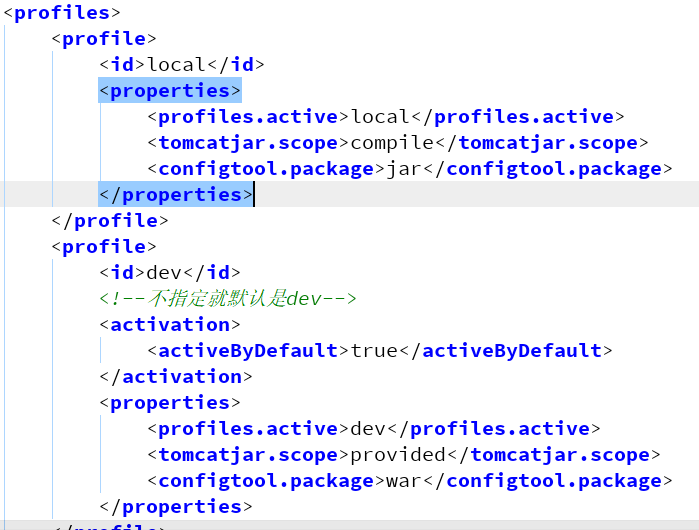 <profiles>
<profile>
<id>local</id>
<properties>
<profiles.active>local</profiles.active>
<tomcatjar.scope>compile</tomcatjar.scope>
<configtool.package>jar</configtool.package>
</properties>
</profile>
<profile>
<id>dev</id>
<!--不指定就默认是dev-->
<activation>
<activeByDefault>true</activeByDefault>
</activation>
<properties>
<profiles.active>dev</profiles.active>
<tomcatjar.scope>provided</tomcatjar.scope>
<configtool.package>war</configtool.package>
</properties>
</profile>